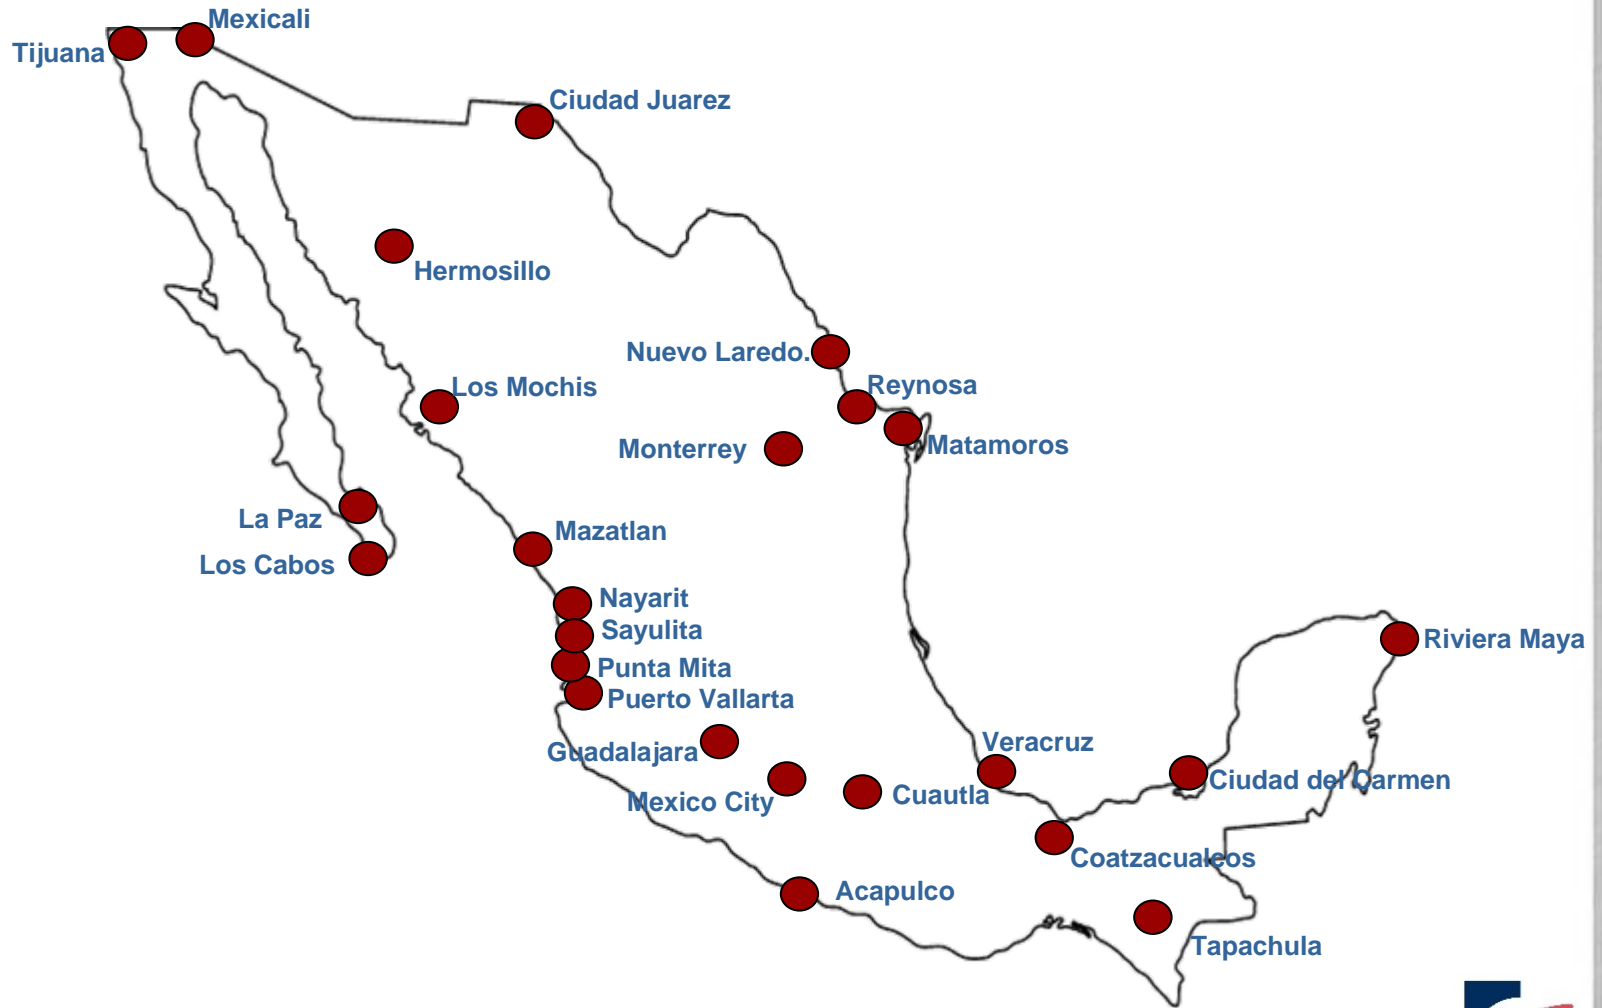 Mexicali
Tijuana
Ciudad Juarez
Hermosillo
Nuevo Laredo.
Reynosa
Los Mochis
Matamoros
Monterrey
La Paz
Mazatlan
Los Cabos
Nayarit
Sayulita
Riviera Maya
Punta Mita
Puerto Vallarta
Veracruz
Guadalajara
Ciudad del Carmen
Cuautla
Mexico City
Coatzacualcos
Acapulco
Tapachula